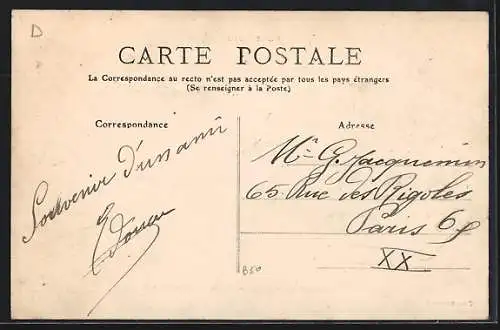 D
CARTE POSTALE
La Correspondance au recto n'est pas acceptée par tous les pays étrangers
(Se renseigner à la Poste)
Correspondance
Adresse
Souvenir d'un ami
Mr G. Jacquemin
65 Rue des Rigoles
Paris
XX
B50